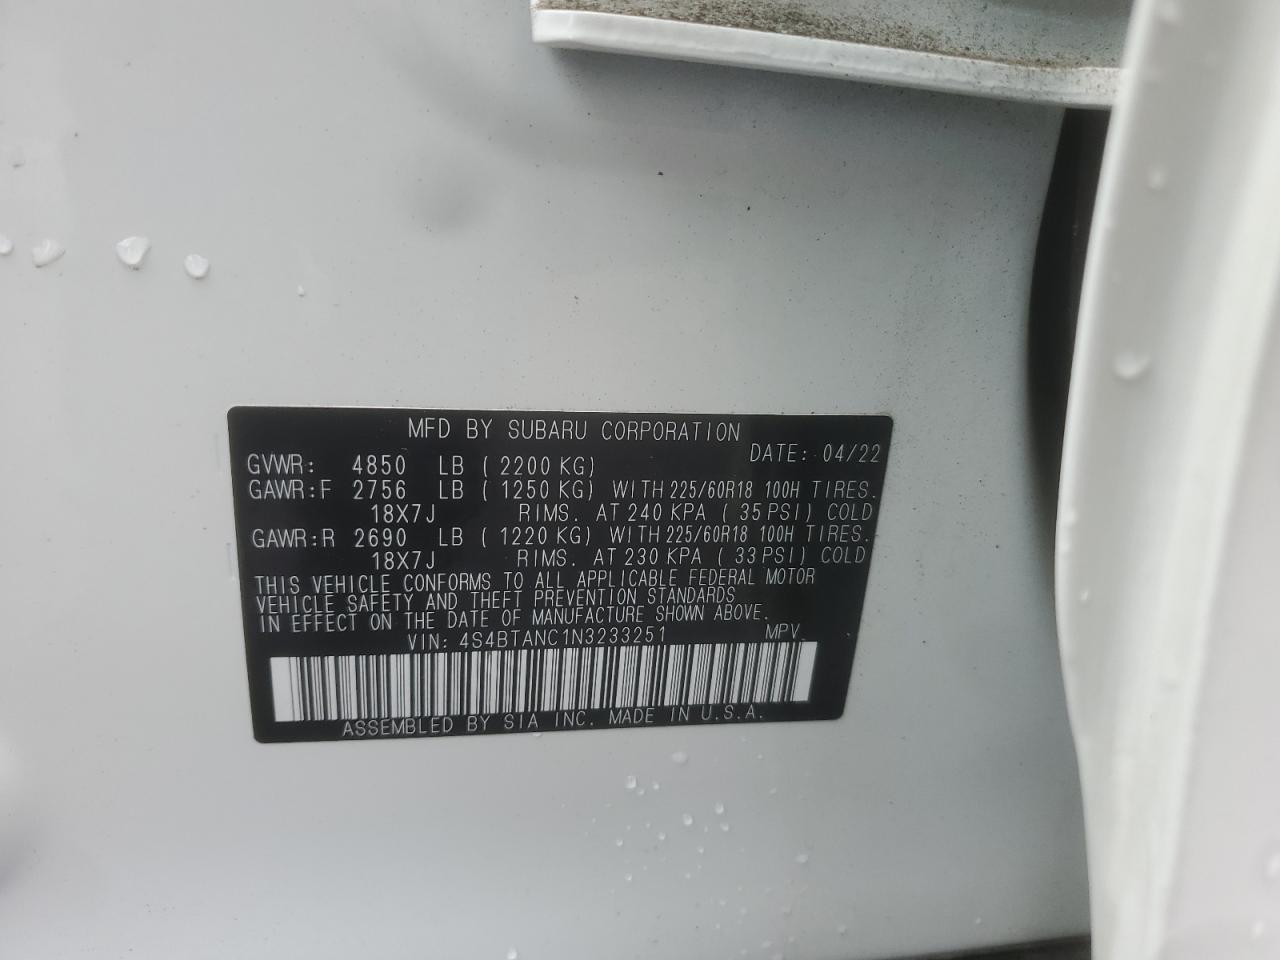 MFD BY SUBARU CORPORATION
DATE: 04/22
GVWR: 4850 LB ( 2200 KG)
GAWR:F 2756 LB ( 1250 KG) WITH 225/60R18 100H TIRES.
18X7J RIMS. AT 240 KPA ( 35 PSI) COLD
GAWR:R 2690 LB ( 1220 KG) WITH 225/60R18 100H TIRES.
18X7J RIMS. AT 230 KPA ( 33 PSI) COLD
THIS VEHICLE CONFORMS TO ALL APPLICABLE FEDERAL MOTOR
VEHICLE SAFETY AND THEFT PREVENTION STANDARDS
IN EFFECT ON THE DATE OF MANUFACTURE SHOWN ABOVE.
VIN: 4S4BTANC1N3233251 MPV
ASSEMBLED BY SIA INC. MADE IN U.S.A.